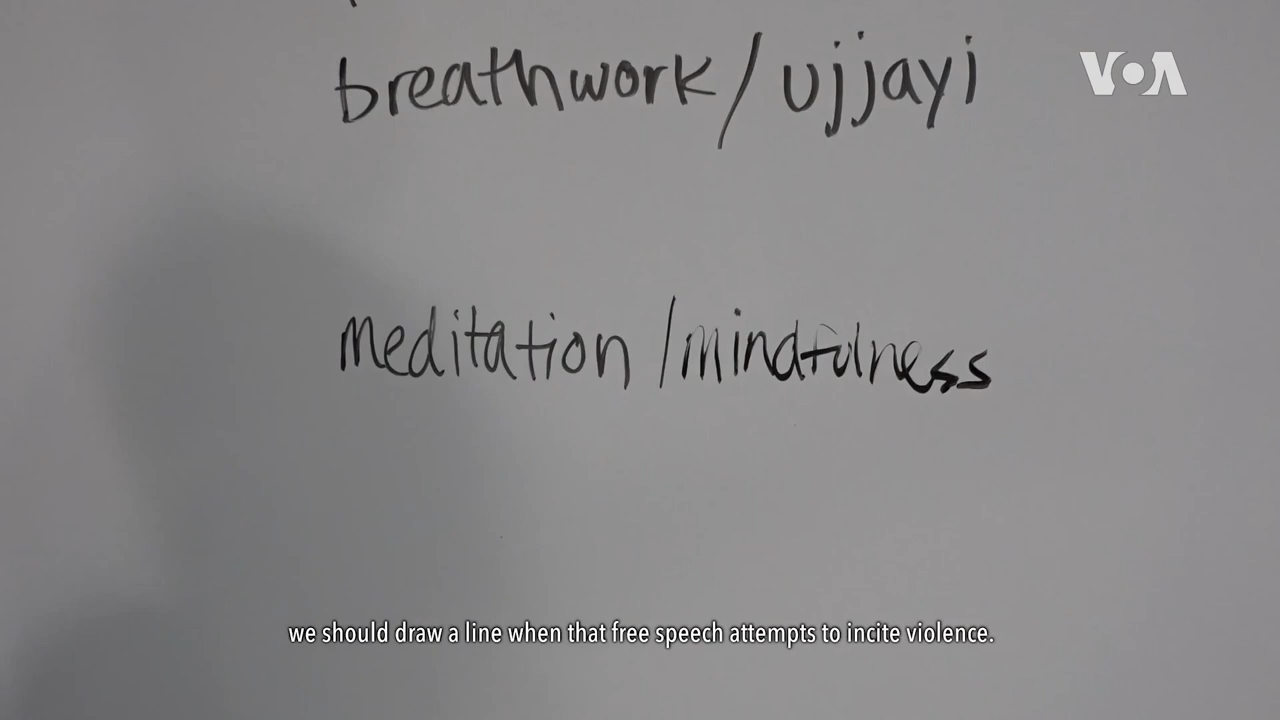 breathwork / ujjayi
VOA
meditation / mindfulness
we should draw a line when that free speech attempts to incite violence.